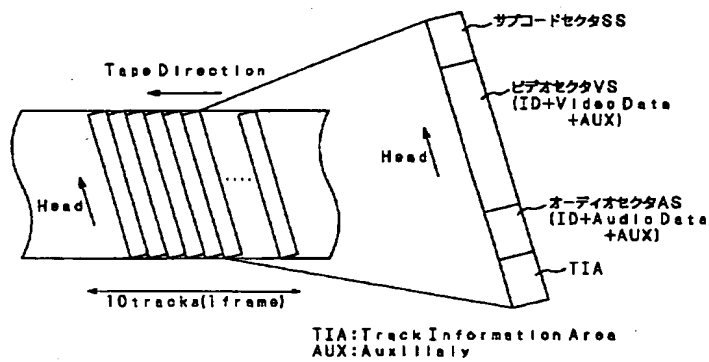 サブコードセクタSS
Tape Direction
ビデオセクタVS
(ID+Video Data
+AUX)
Head
Head
‥‥
オーディオセクタAS
(ID+Audio Data
+AUX)
TIA
10tracks(1frame)
TIA:Track Information Area
AUX:Auxilialy